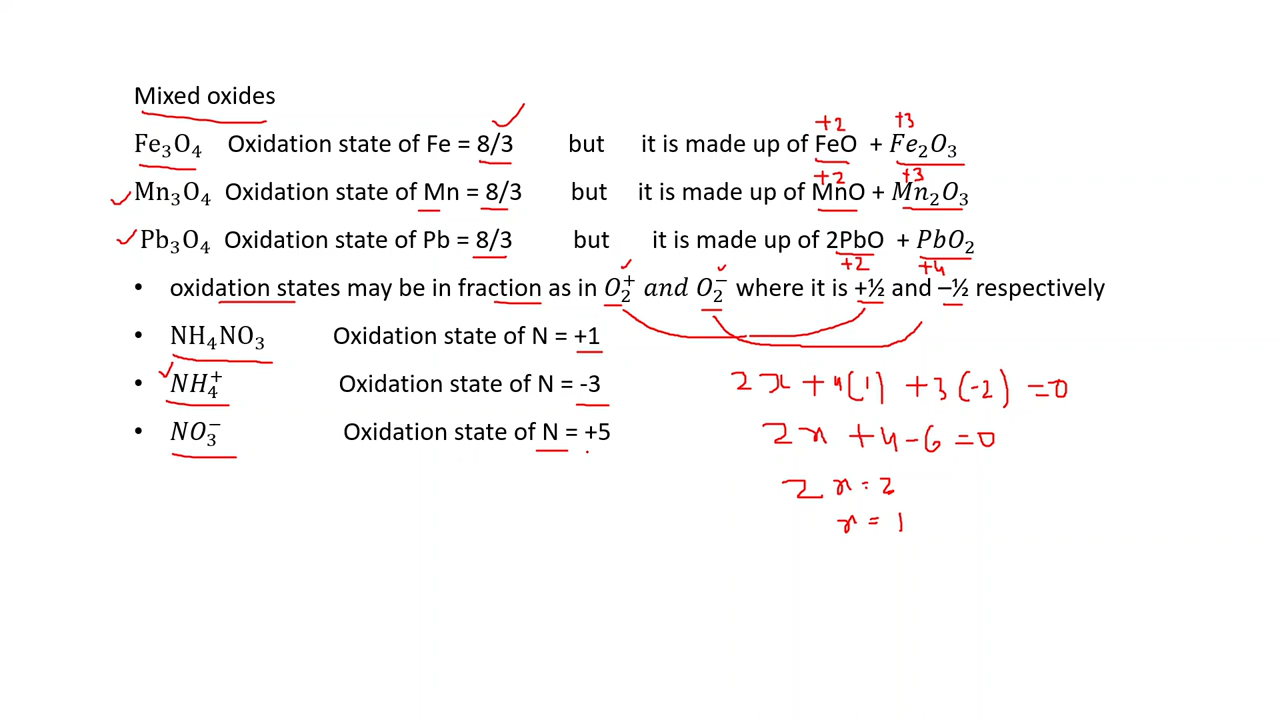 Mixed oxides
+2 +3
Fe₃O₄ Oxidation state of Fe = 8/3 but it is made up of FeO + Fe₂O₃
+2 +3
Mn₃O₄ Oxidation state of Mn = 8/3 but it is made up of MnO + Mn₂O₃
Pb₃O₄ Oxidation state of Pb = 8/3 but it is made up of 2PbO + PbO₂
+2 +4
• oxidation states may be in fraction as in O₂⁺ and O₂⁻ where it is +½ and –½ respectively
• NH₄NO₃ Oxidation state of N = +1
• NH₄⁺ Oxidation state of N = -3
2x + 4(1) + 3(-2) = 0
• NO₃⁻ Oxidation state of N = +5
2x + 4 - 6 = 0
2x = 2
x = 1